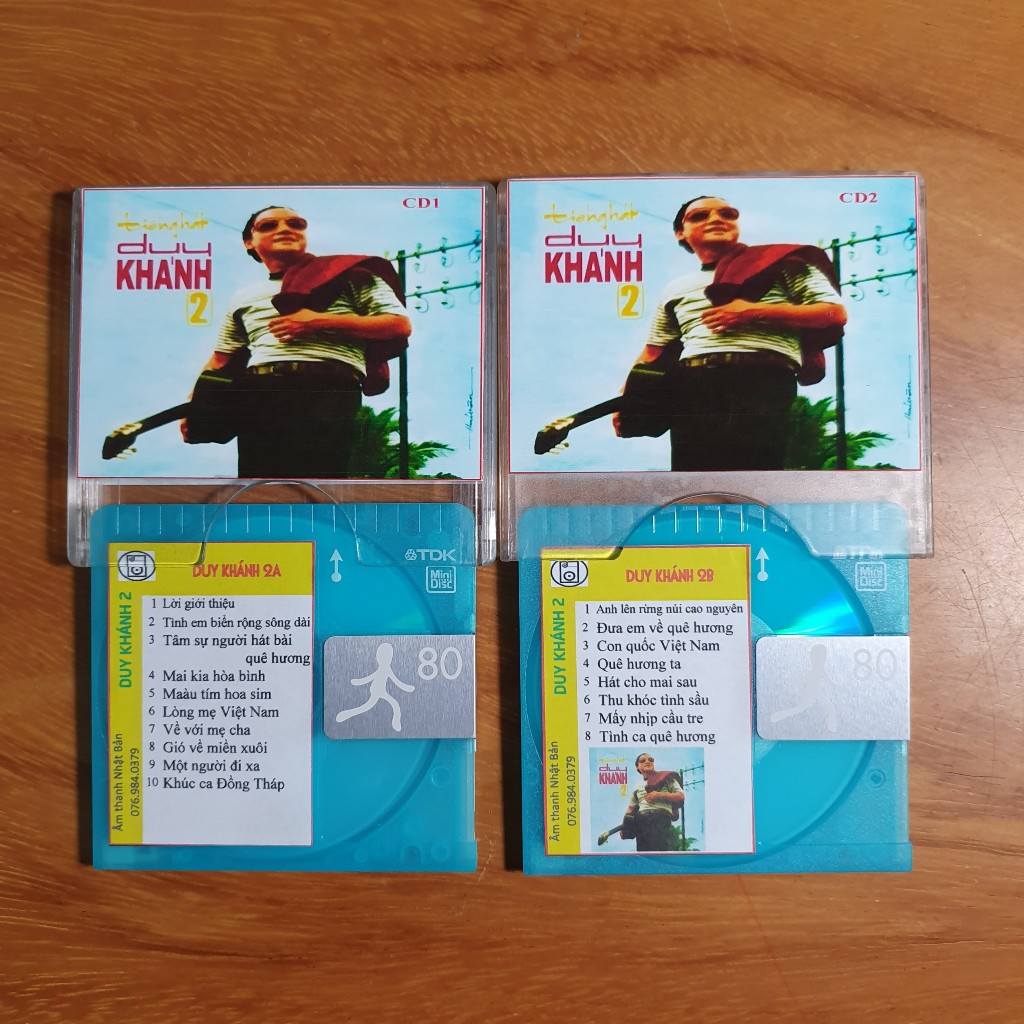 CD1
tiếng hát
duy
KHÁNH
2
CD2
tiếng hát
duy
KHÁNH
2
TDK
Mini Disc
80
DUY KHÁNH 2A
DUY KHÁNH 2
1 Lời giới thiệu
2 Tình em biển rộng sông dài
3 Tâm sự người hát bài
quê hương
4 Mai kia hòa bình
5 Maàu tím hoa sim
6 Lòng mẹ Việt Nam
7 Về với mẹ cha
8 Gió về miền xuôi
9 Một người đi xa
10 Khúc ca Đồng Tháp
Âm thanh Nhật Bản
076.984.0379
Mini Disc
80
DUY KHÁNH 2B
DUY KHÁNH 2
1 Anh lên rừng núi cao nguyên
2 Đưa em về quê hương
3 Con quốc Việt Nam
4 Quê hương ta
5 Hát cho mai sau
6 Thu khóc tình sầu
7 Mấy nhịp cầu tre
8 Tình ca quê hương
Âm thanh Nhật Bản
076.984.0379
duy
KHÁNH
2